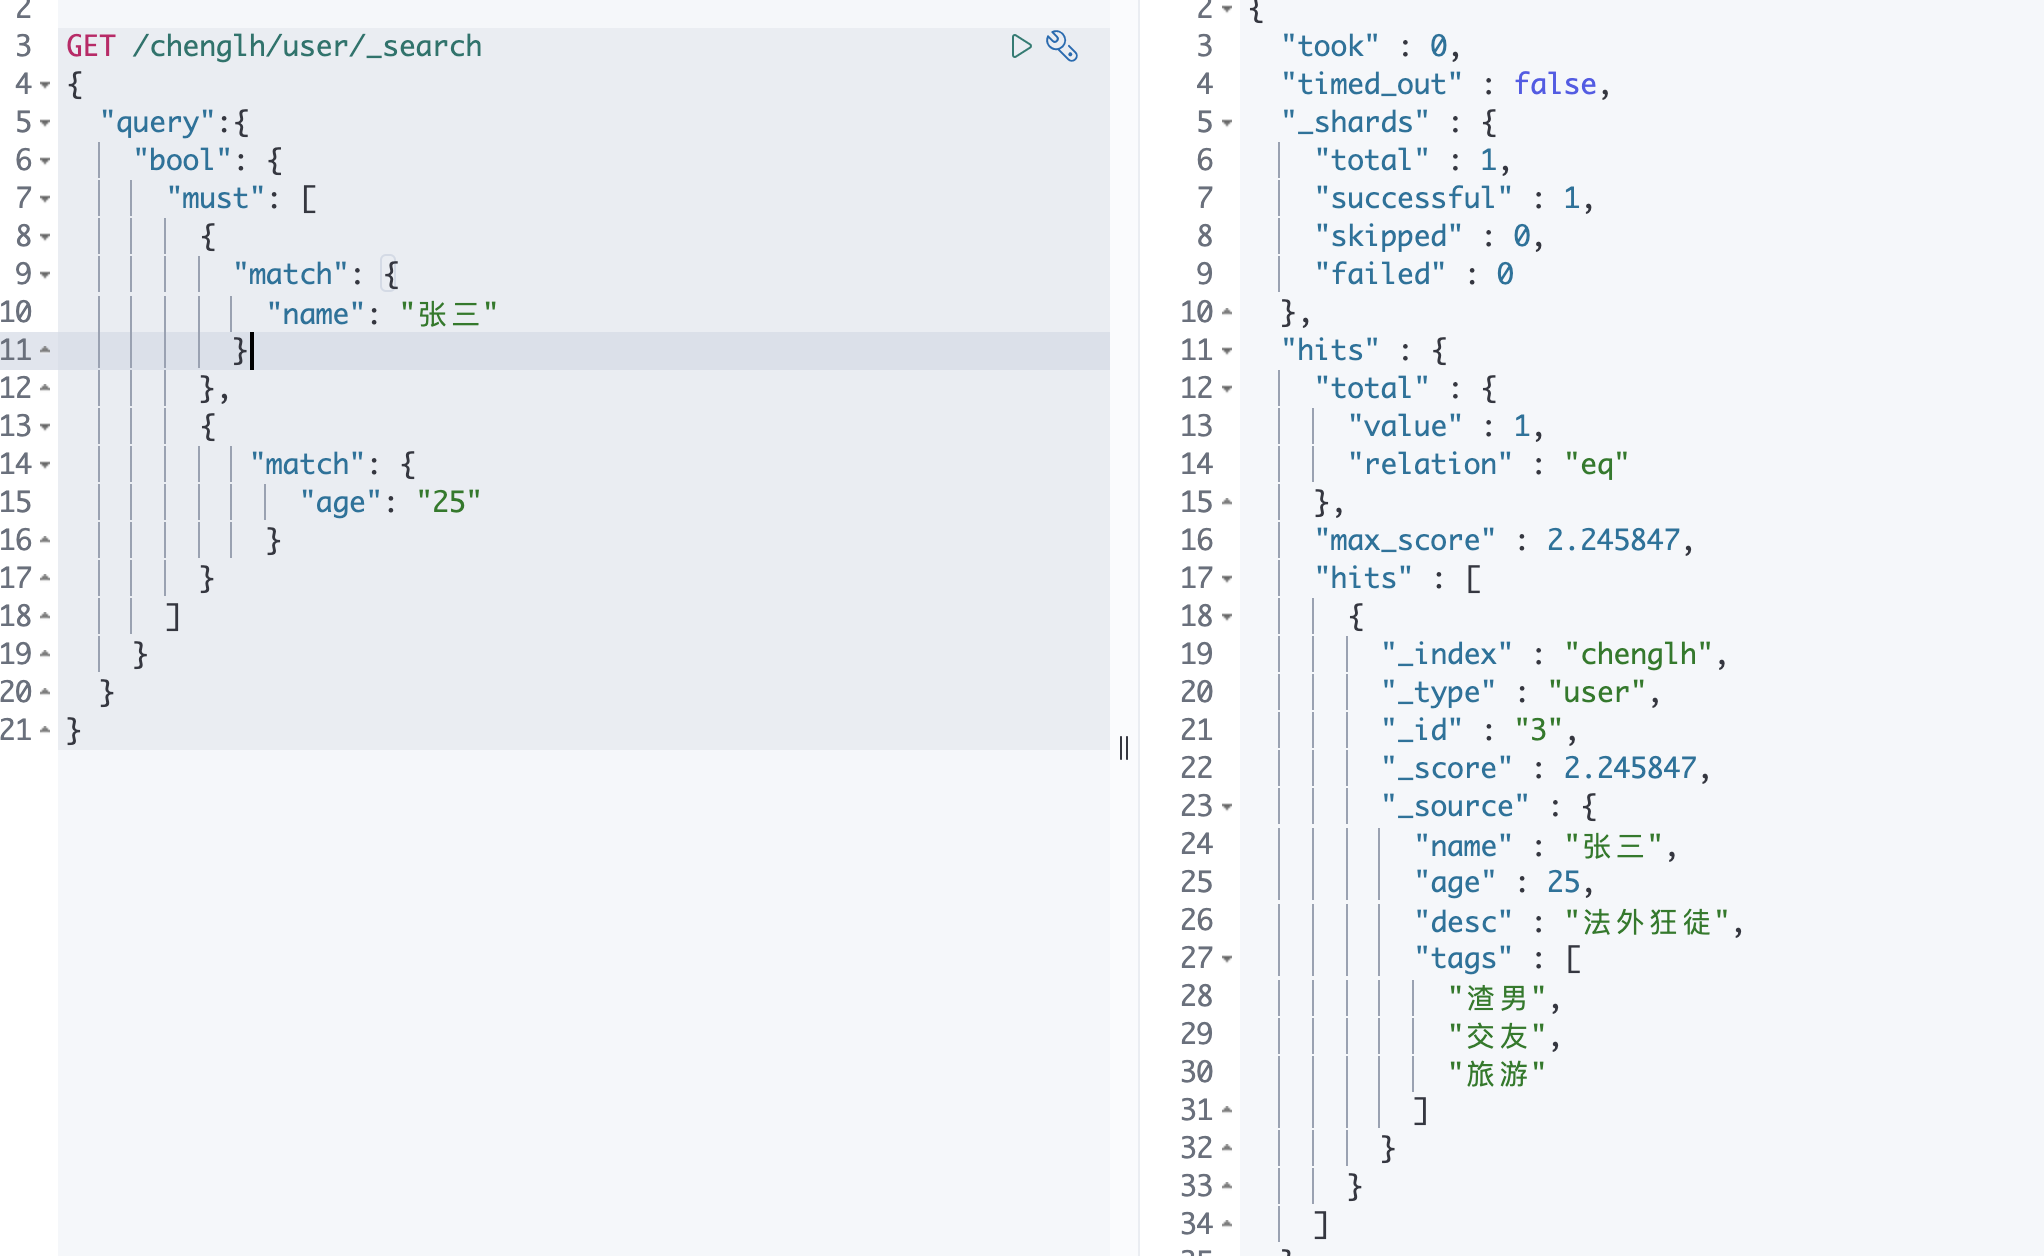 2
3 GET /chenglh/user/_search
4 {
5 "query":{
6 "bool": {
7 "must": [
8 {
9 "match": {
10 "name": "张三"
11 }
12 },
13 {
14 "match": {
15 "age": "25"
16 }
17 }
18 ]
19 }
20 }
21 }
2 {
3 "took" : 0,
4 "timed_out" : false,
5 "_shards" : {
6 "total" : 1,
7 "successful" : 1,
8 "skipped" : 0,
9 "failed" : 0
10 },
11 "hits" : {
12 "total" : {
13 "value" : 1,
14 "relation" : "eq"
15 },
16 "max_score" : 2.245847,
17 "hits" : [
18 {
19 "_index" : "chenglh",
20 "_type" : "user",
21 "_id" : "3",
22 "_score" : 2.245847,
23 "_source" : {
24 "name" : "张三",
25 "age" : 25,
26 "desc" : "法外狂徒",
27 "tags" : [
28 "渣男",
29 "交友",
30 "旅游"
31 ]
32 }
33 }
34 ]